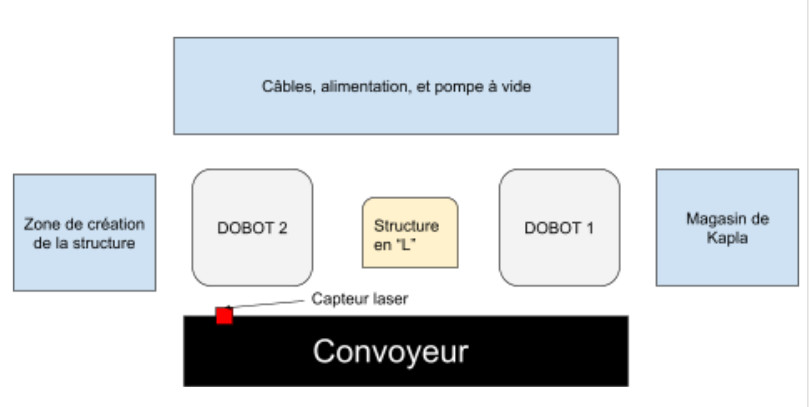 Câbles, alimentation, et pompe à vide
Zone de création
de la structure
DOBOT 2
Structure
en "L"
DOBOT 1
Magasin de
Kapla
Capteur laser
Convoyeur